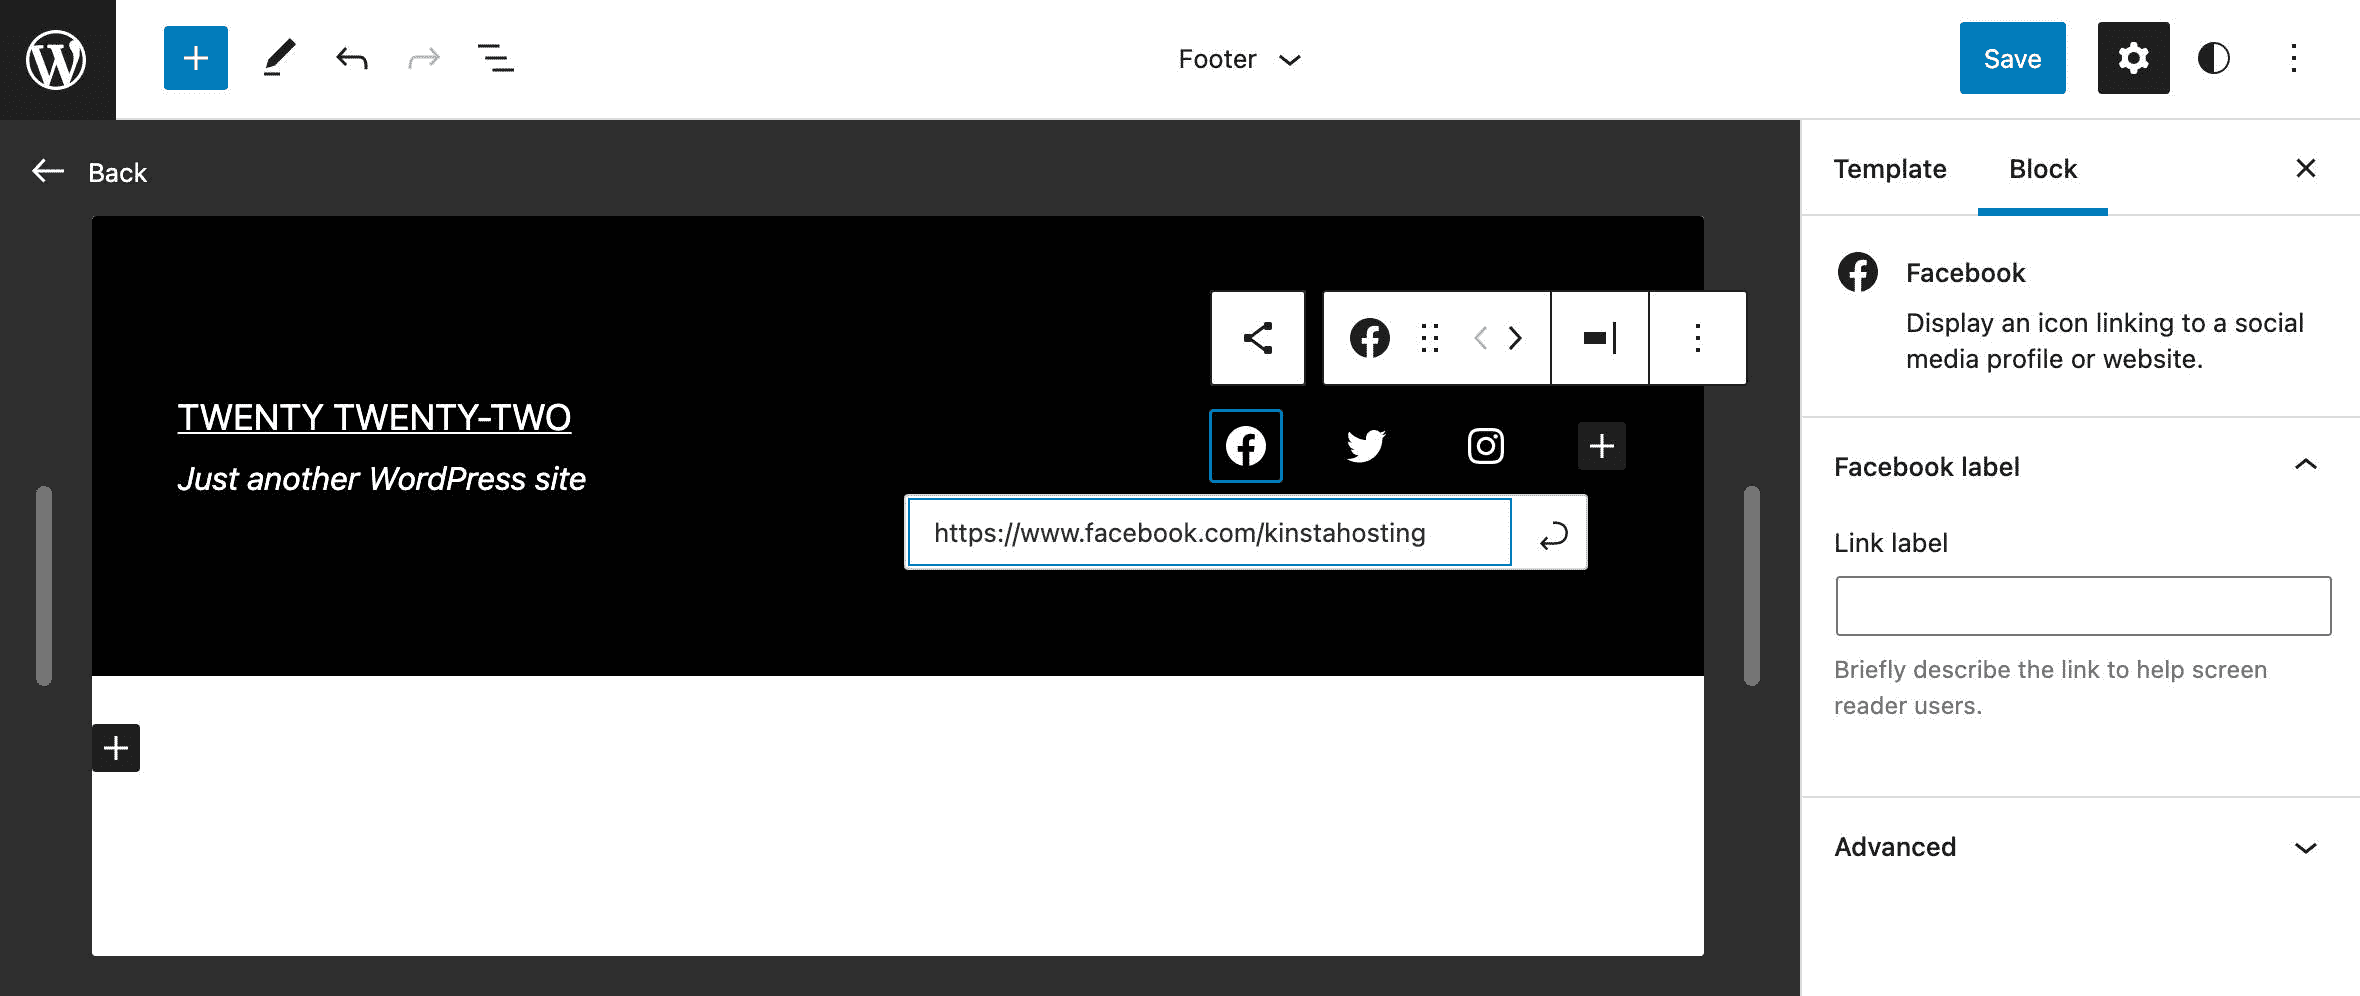 Footer
Save
Back
Template
Block
Facebook
Display an icon linking to a social
media profile or website.
TWENTY TWENTY-TWO
Just another WordPress site
https://www.facebook.com/kinstahosting
Facebook label
Link label
Briefly describe the link to help screen
reader users.
Advanced